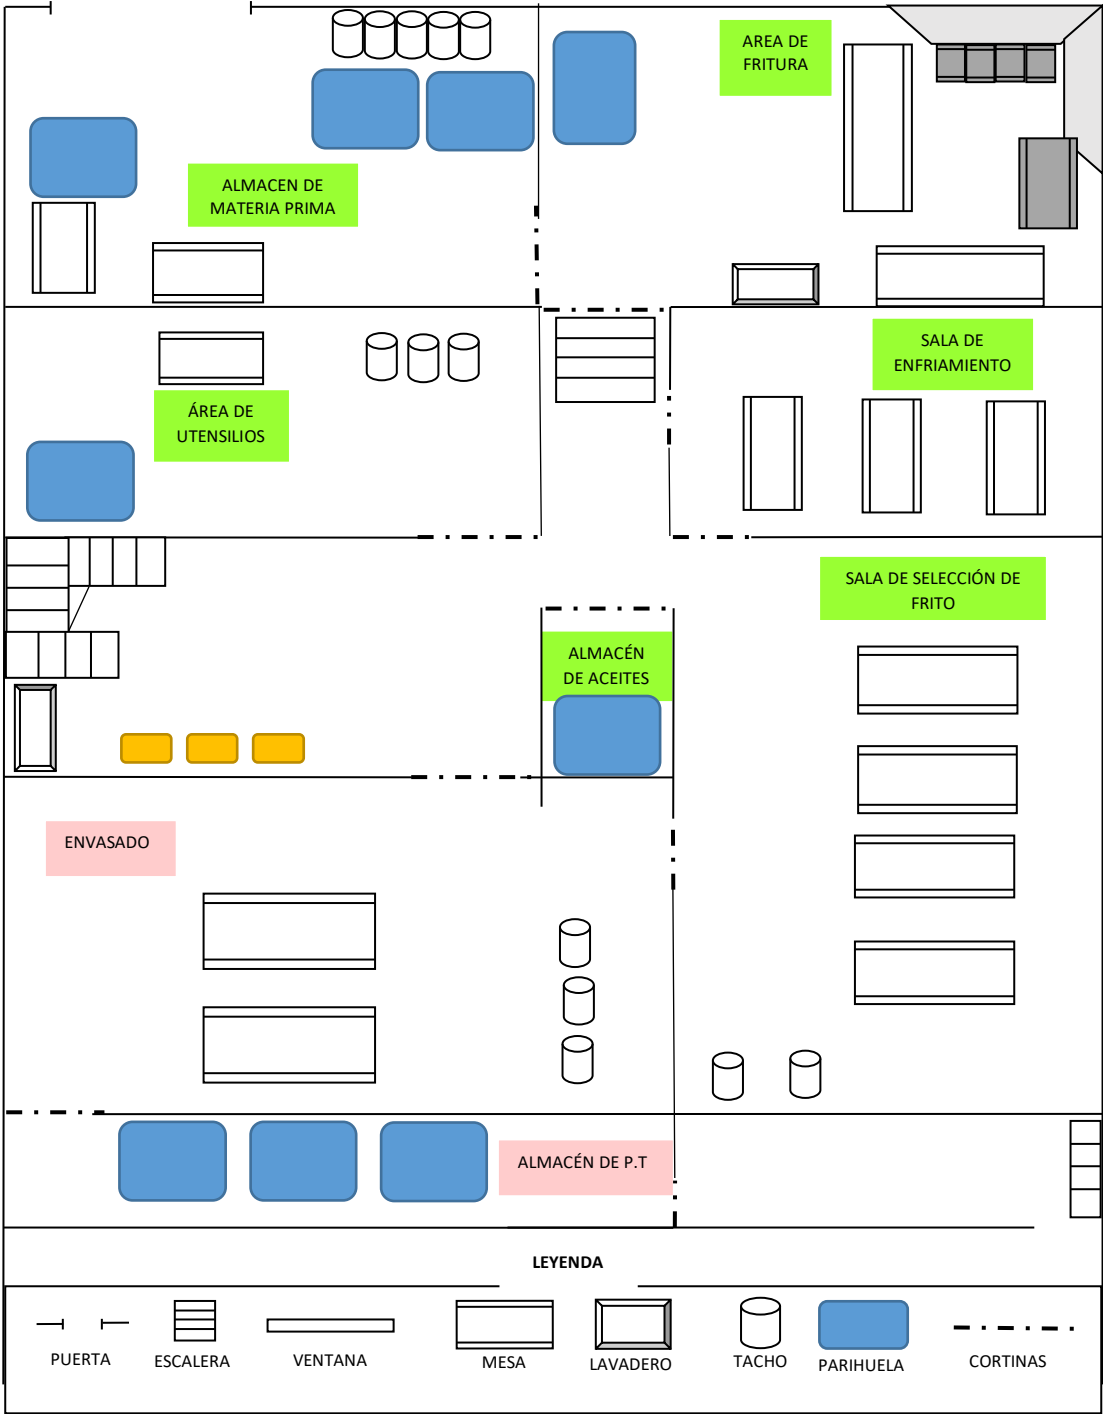 AREA DE
FRITURA
ALMACEN DE
MATERIA PRIMA
SALA DE
ENFRIAMIENTO
ÁREA DE
UTENSILIOS
SALA DE SELECCIÓN DE
FRITO
ALMACÉN
DE ACEITES
ENVASADO
ALMACÉN DE P.T
LEYENDA
PUERTA
ESCALERA
VENTANA
MESA
LAVADERO
TACHO
PARIHUELA
CORTINAS